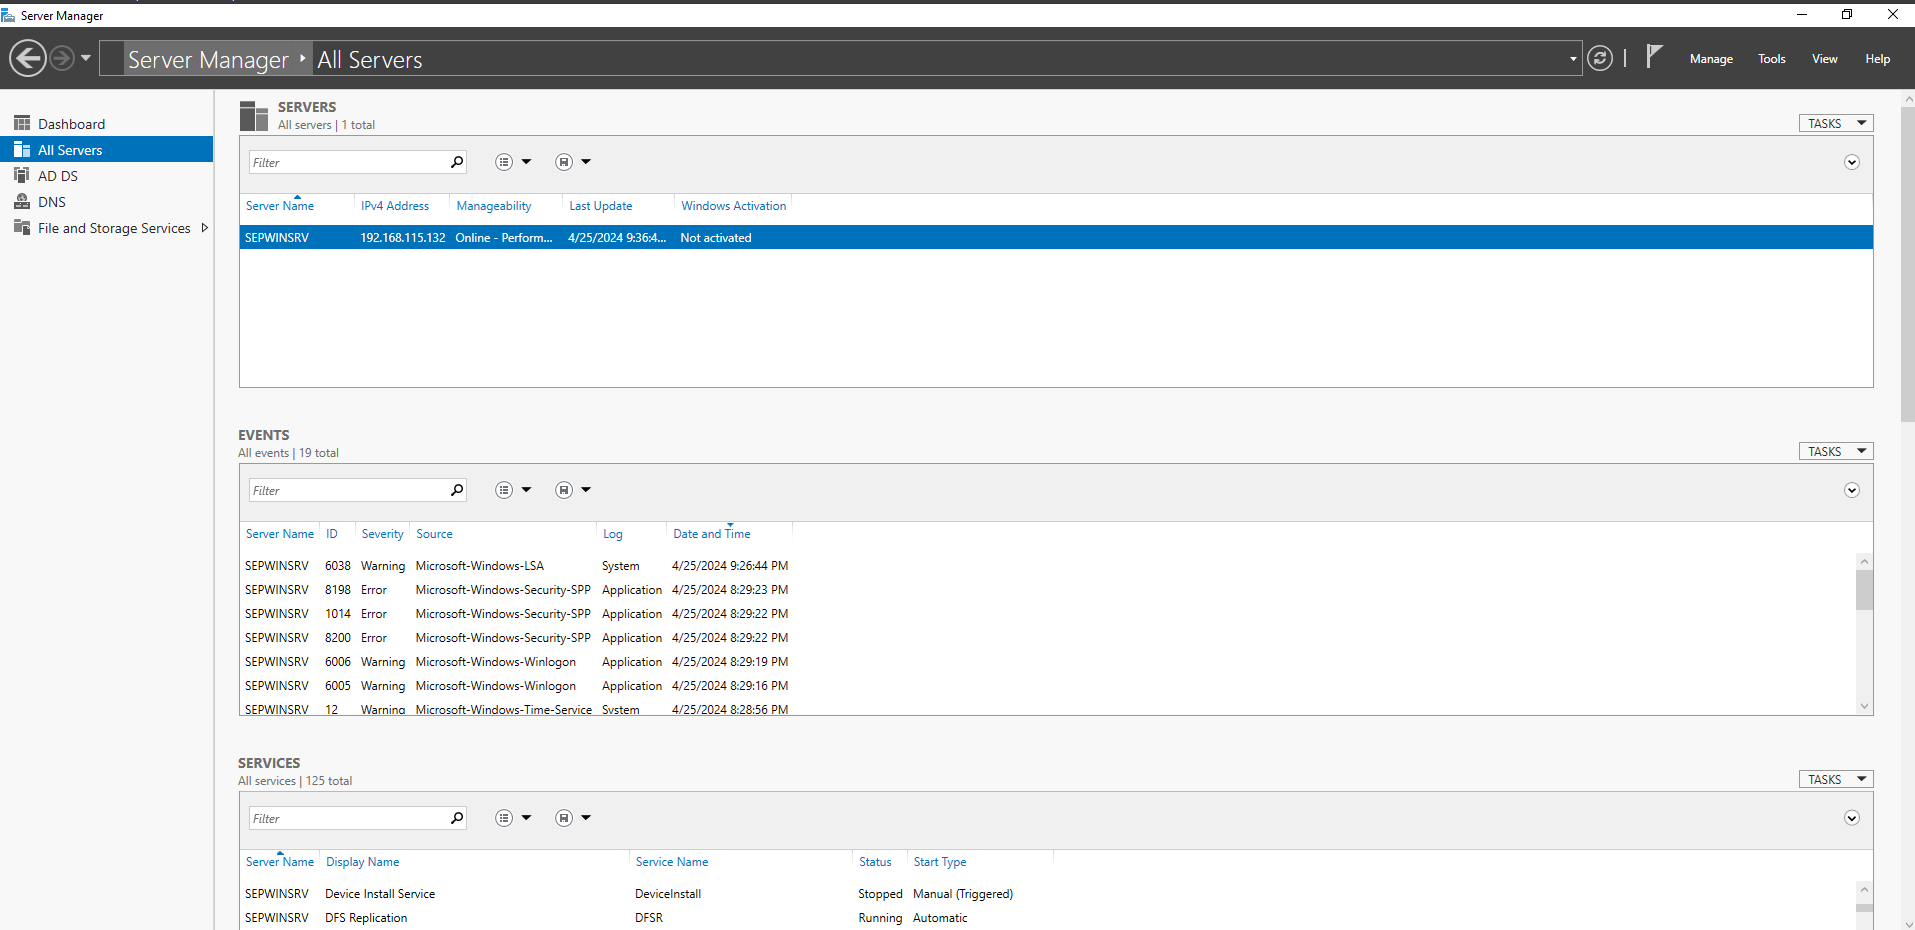 Server Manager
Server Manager All Servers
Manage Tools View Help
Dashboard
All Servers
AD DS
DNS
File and Storage Services
SERVERS
All servers | 1 total
TASKS
Filter
Server Name IPv4 Address Manageability Last Update Windows Activation
SEPWINSRV 192.168.115.132 Online - Perform... 4/25/2024 9:36:4... Not activated
EVENTS
All events | 19 total
TASKS
Filter
Server Name ID Severity Source Log Date and Time
SEPWINSRV 6038 Warning Microsoft-Windows-LSA System 4/25/2024 9:26:44 PM
SEPWINSRV 8198 Error Microsoft-Windows-Security-SPP Application 4/25/2024 8:29:23 PM
SEPWINSRV 1014 Error Microsoft-Windows-Security-SPP Application 4/25/2024 8:29:22 PM
SEPWINSRV 8200 Error Microsoft-Windows-Security-SPP Application 4/25/2024 8:29:22 PM
SEPWINSRV 6006 Warning Microsoft-Windows-Winlogon Application 4/25/2024 8:29:19 PM
SEPWINSRV 6005 Warning Microsoft-Windows-Winlogon Application 4/25/2024 8:29:16 PM
SEPWINSRV 12 Warning Microsoft-Windows-Time-Service System 4/25/2024 8:28:56 PM
SERVICES
All services | 125 total
TASKS
Filter
Server Name Display Name Service Name Status Start Type
SEPWINSRV Device Install Service DeviceInstall Stopped Manual (Triggered)
SEPWINSRV DFS Replication DFSR Running Automatic